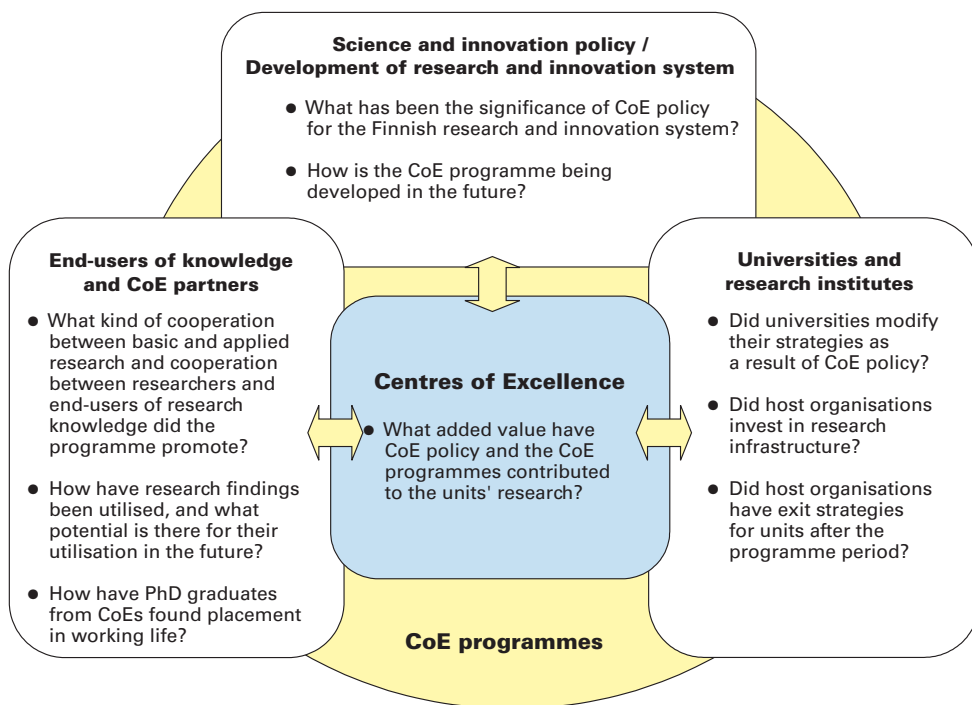 Science and innovation policy /
Development of research and innovation system
● What has been the significance of CoE policy
for the Finnish research and innovation system?
● How is the CoE programme being
developed in the future?
End-users of knowledge
and CoE partners
● What kind of cooperation
between basic and applied
research and cooperation
between researchers and
end-users of research
knowledge did the
programme promote?
● How have research findings
been utilised, and what
potential is there for their
utilisation in the future?
● How have PhD graduates
from CoEs found placement
in working life?
Centres of Excellence
● What added value have
CoE policy and the CoE
programmes contributed
to the units' research?
Universities and
research institutes
● Did universities modify
their strategies as
a result of CoE policy?
● Did host organisations
invest in research
infrastructure?
● Did host organisations
have exit strategies
for units after the
programme period?
CoE programmes